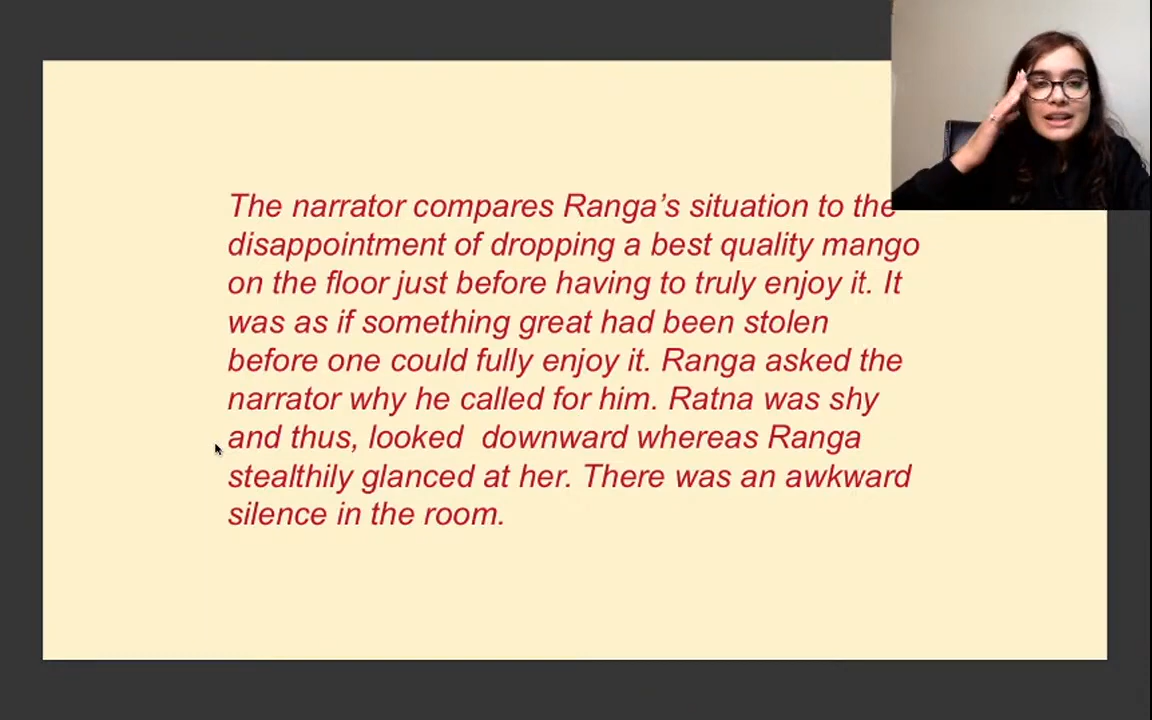 The narrator compares Ranga's situation to the
disappointment of dropping a best quality mango
on the floor just before having to truly enjoy it. It
was as if something great had been stolen
before one could fully enjoy it. Ranga asked the
narrator why he called for him. Ratna was shy
and thus, looked  downward whereas Ranga
stealthily glanced at her. There was an awkward
silence in the room.